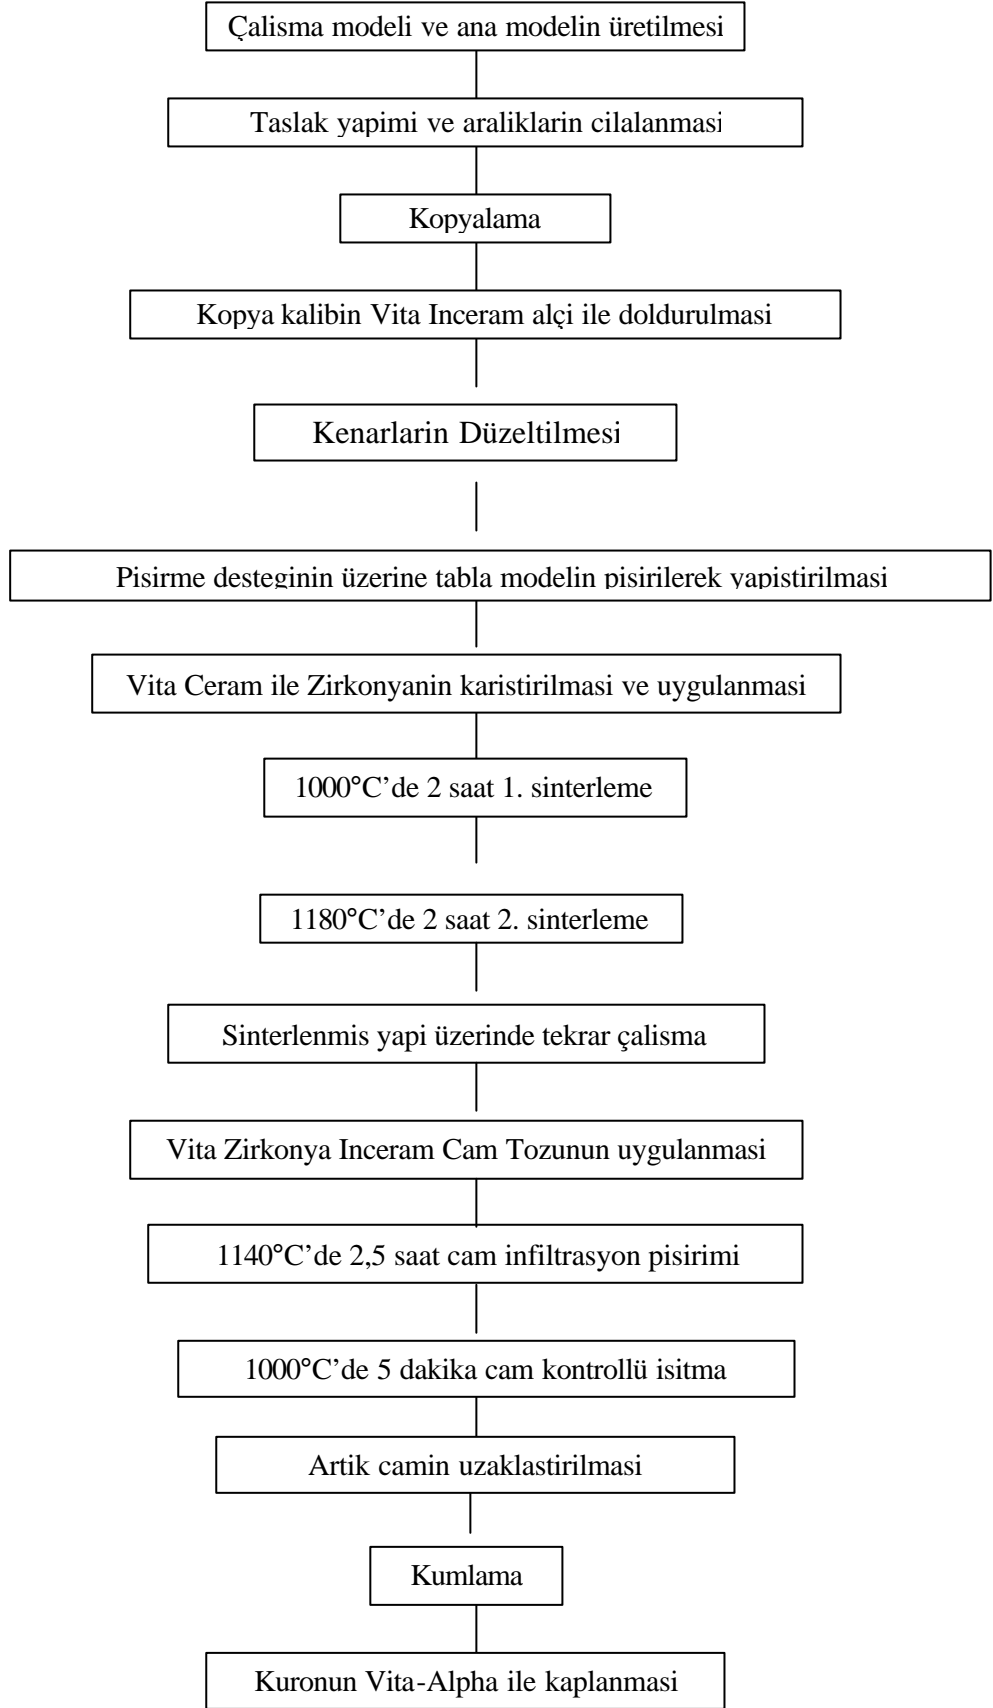 Çalisma modeli ve ana modelin üretilmesi
Taslak yapimi ve araliklarin cilalanmasi
Kopyalama
Kopya kalibin Vita Inceram alçi ile doldurulmasi
Kenarlarin Düzeltilmesi
Pisirme desteginin üzerine tabla modelin pisirilerek yapistirilmasi
Vita Ceram ile Zirkonyanin karistirilmasi ve uygulanmasi
1000°C’de 2 saat 1. sinterleme
1180°C’de 2 saat 2. sinterleme
Sinterlenmis yapi üzerinde tekrar çalisma
Vita Zirkonya Inceram Cam Tozunun uygulanmasi
1140°C’de 2,5 saat cam infiltrasyon pisirimi
1000°C’de 5 dakika cam kontrollü isitma
Artik camin uzaklastirilmasi
Kumlama
Kuronun Vita-Alpha ile kaplanmasi